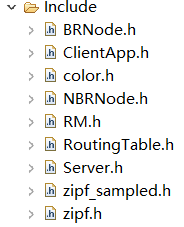 Include
BRNode.h
ClientApp.h
color.h
NBRNode.h
RM.h
RoutingTable.h
Server.h
zipf_sampled.h
zipf.h